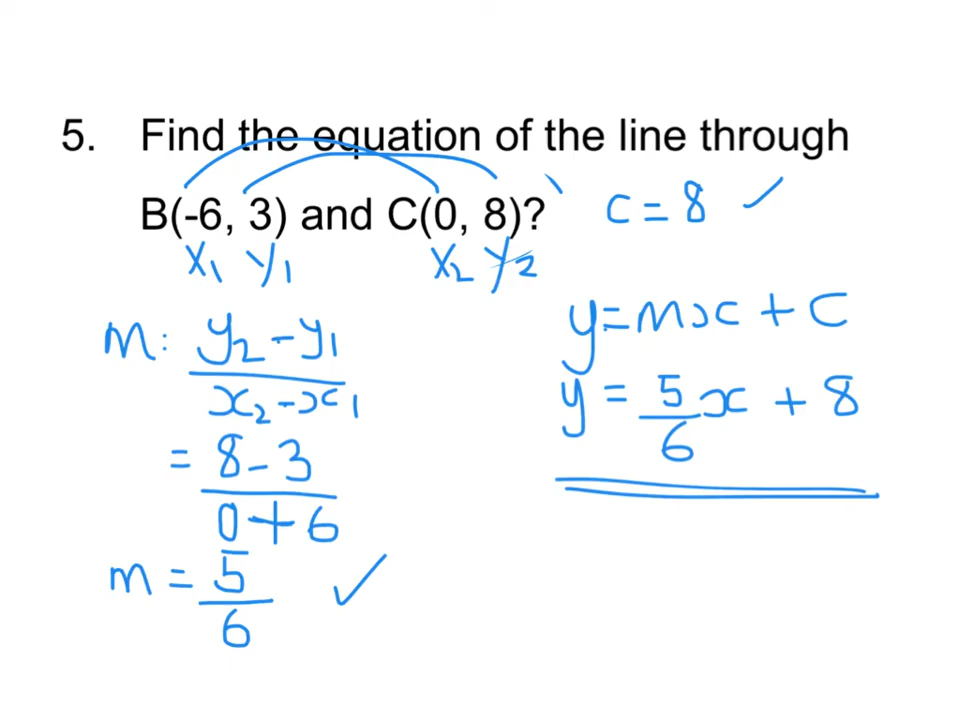 5. Find the equation of the line through
B(-6, 3) and C(0, 8)?
c = 8 ✓
x₁ y₁ x₂ y₂
m: y₂ - y₁
x₂ - x₁
= 8 - 3
0 + 6
m = 5
6 ✓
y = mx + c
y = 5/6 x + 8